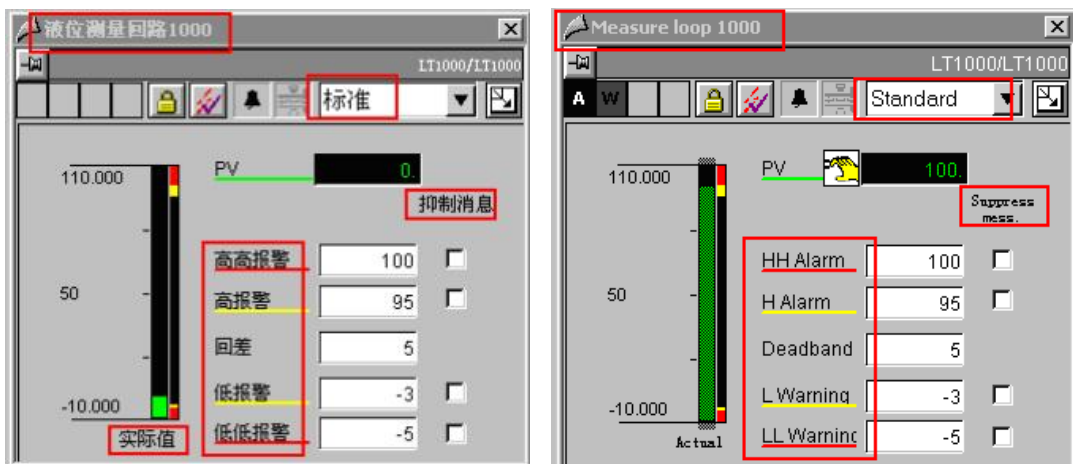 液位测量回路1000
LT1000/LT1000
标准
110.000
PV
0.
抑制消息
高高报警
100
50
高报警
95
回差
5
低报警
-3
-10.000
低低报警
-5
实际值
Measure loop 1000
LT1000/LT1000
A W
Standard
110.000
PV
100.
Suppress
mess.
HH Alarm
100
50
H Alarm
95
Deadband
5
L Warning
-3
-10.000
LL Warninc
-5
Actual